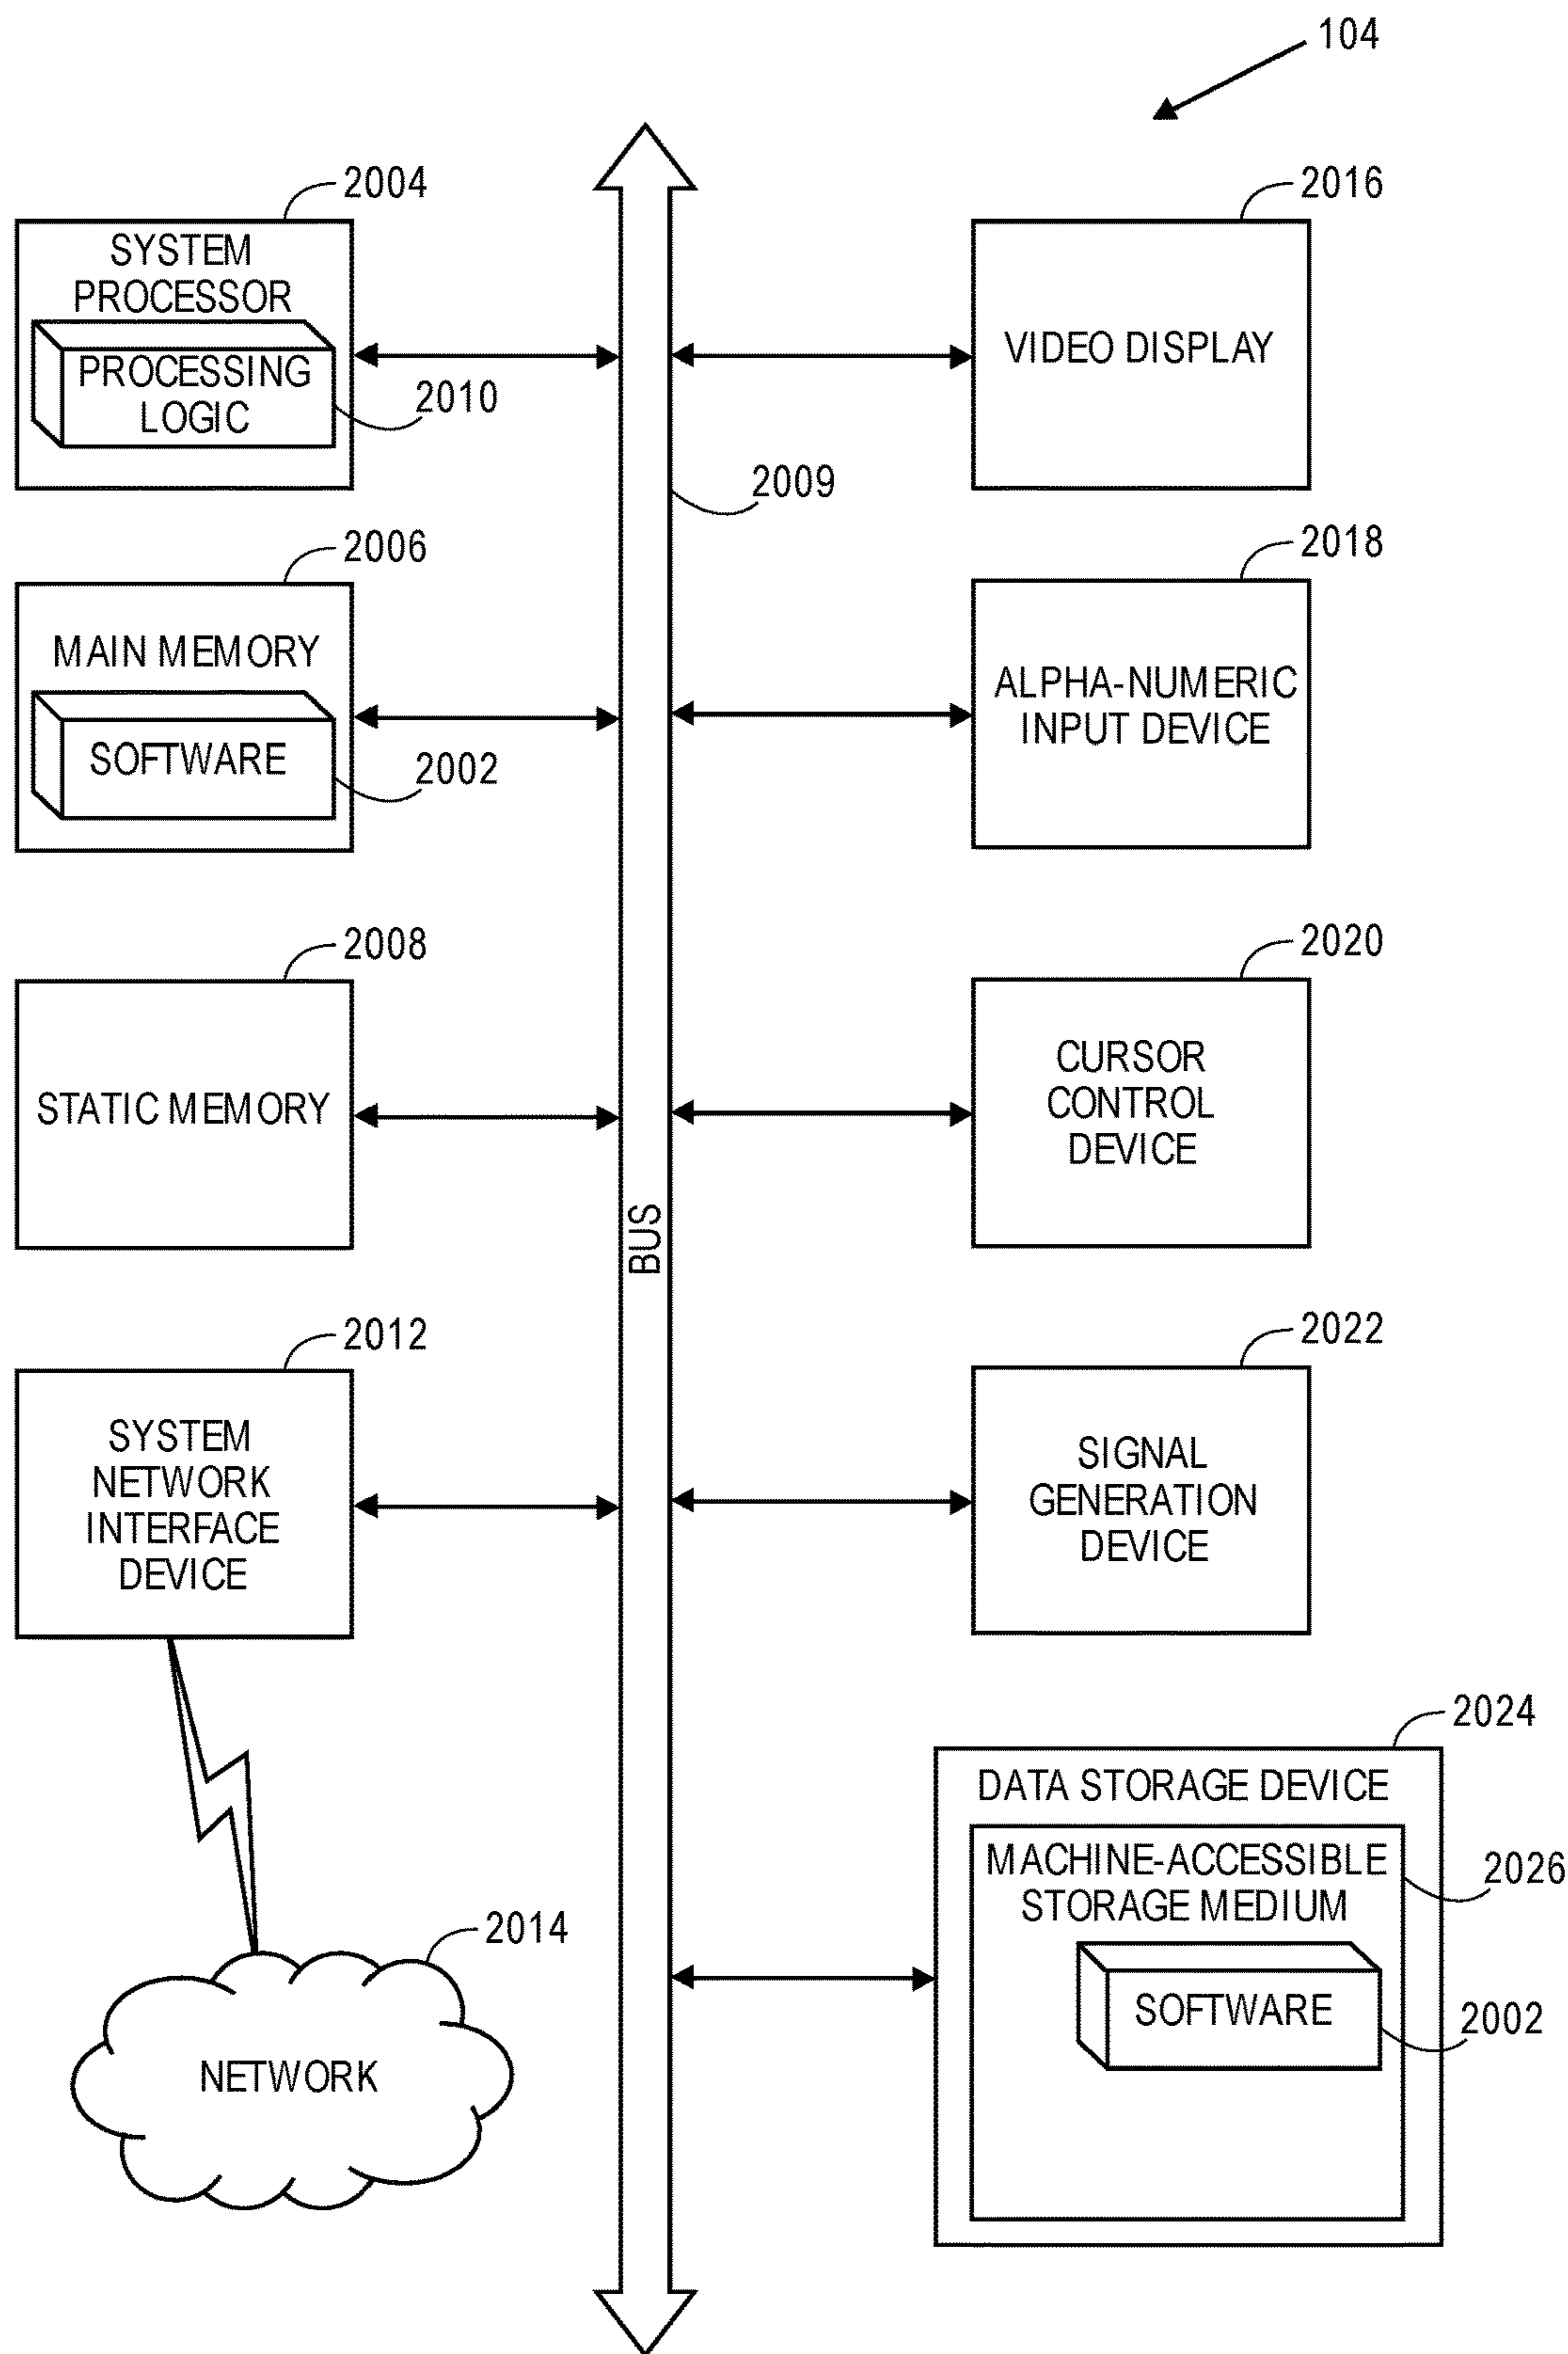 104
2004
SYSTEM
PROCESSOR
PROCESSING
LOGIC
2010
2016
VIDEO DISPLAY
2009
2006
MAIN MEMORY
SOFTWARE
2002
2018
ALPHA-NUMERIC
INPUT DEVICE
2008
STATIC MEMORY
2020
CURSOR
CONTROL
DEVICE
BUS
2012
SYSTEM
NETWORK
INTERFACE
DEVICE
2022
SIGNAL
GENERATION
DEVICE
2014
NETWORK
2024
DATA STORAGE DEVICE
MACHINE-ACCESSIBLE
STORAGE MEDIUM
2026
SOFTWARE
2002